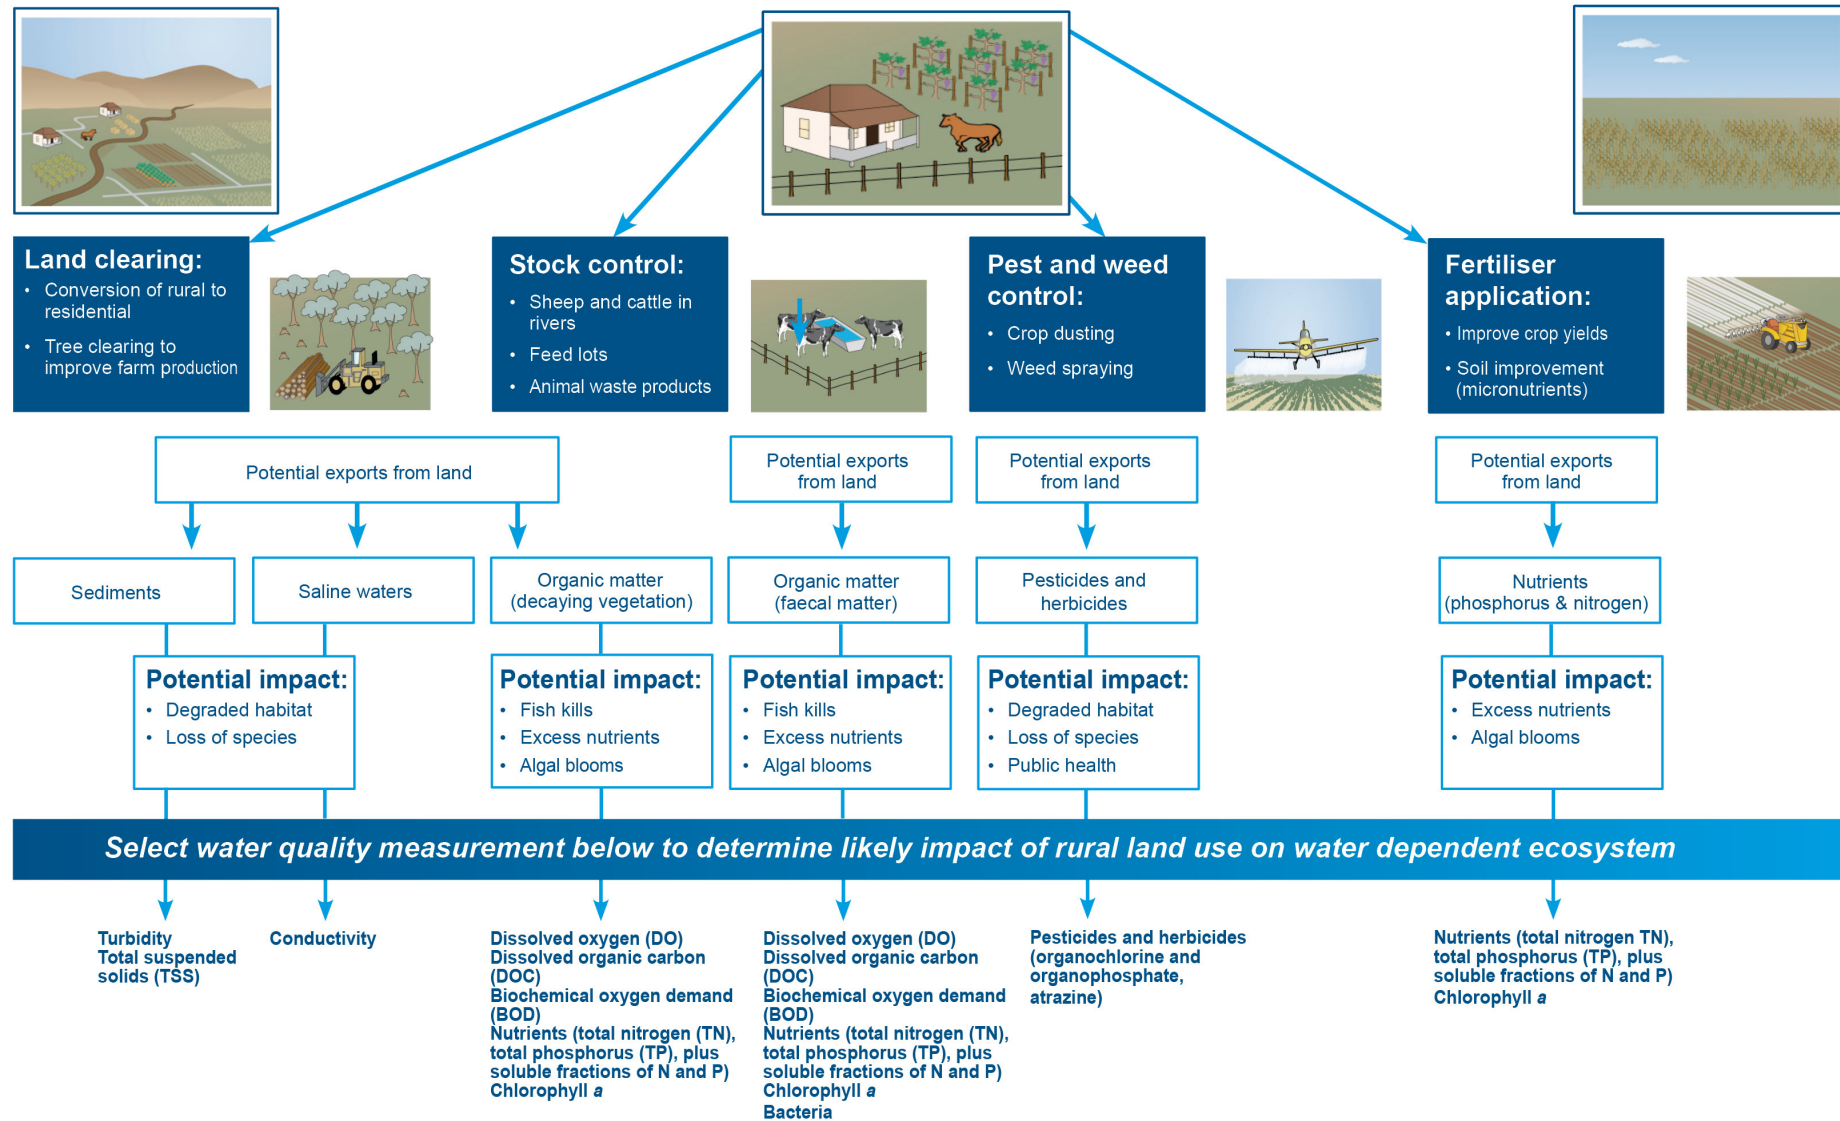 Land clearing:
• Conversion of rural to
residential
• Tree clearing to
improve farm production
Stock control:
• Sheep and cattle in
rivers
• Feed lots
• Animal waste products
Pest and weed
control:
• Crop dusting
• Weed spraying
Fertiliser
application:
• Improve crop yields
• Soil improvement
(micronutrients)
Potential exports from land
Potential exports
from land
Potential exports
from land
Potential exports
from land
Sediments
Saline waters
Organic matter
(decaying vegetation)
Organic matter
(faecal matter)
Pesticides and
herbicides
Nutrients
(phosphorus & nitrogen)
Potential impact:
• Degraded habitat
• Loss of species
Potential impact:
• Fish kills
• Excess nutrients
• Algal blooms
Potential impact:
• Fish kills
• Excess nutrients
• Algal blooms
Potential impact:
• Degraded habitat
• Loss of species
• Public health
Potential impact:
• Excess nutrients
• Algal blooms
Select water quality measurement below to determine likely impact of rural land use on water dependent ecosystem
Turbidity
Total suspended
solids (TSS)
Conductivity
Dissolved oxygen (DO)
Dissolved organic carbon
(DOC)
Biochemical oxygen demand
(BOD)
Nutrients (total nitrogen (TN),
total phosphorus (TP), plus
soluble fractions of N and P)
Chlorophyll a
Dissolved oxygen (DO)
Dissolved organic carbon
(DOC)
Biochemical oxygen demand
(BOD)
Nutrients (total nitrogen (TN),
total phosphorus (TP), plus
soluble fractions of N and P)
Chlorophyll a
Bacteria
Pesticides and herbicides
(organochlorine and
organophosphate,
atrazine)
Nutrients (total nitrogen TN),
total phosphorus (TP), plus
soluble fractions of N and P)
Chlorophyll a